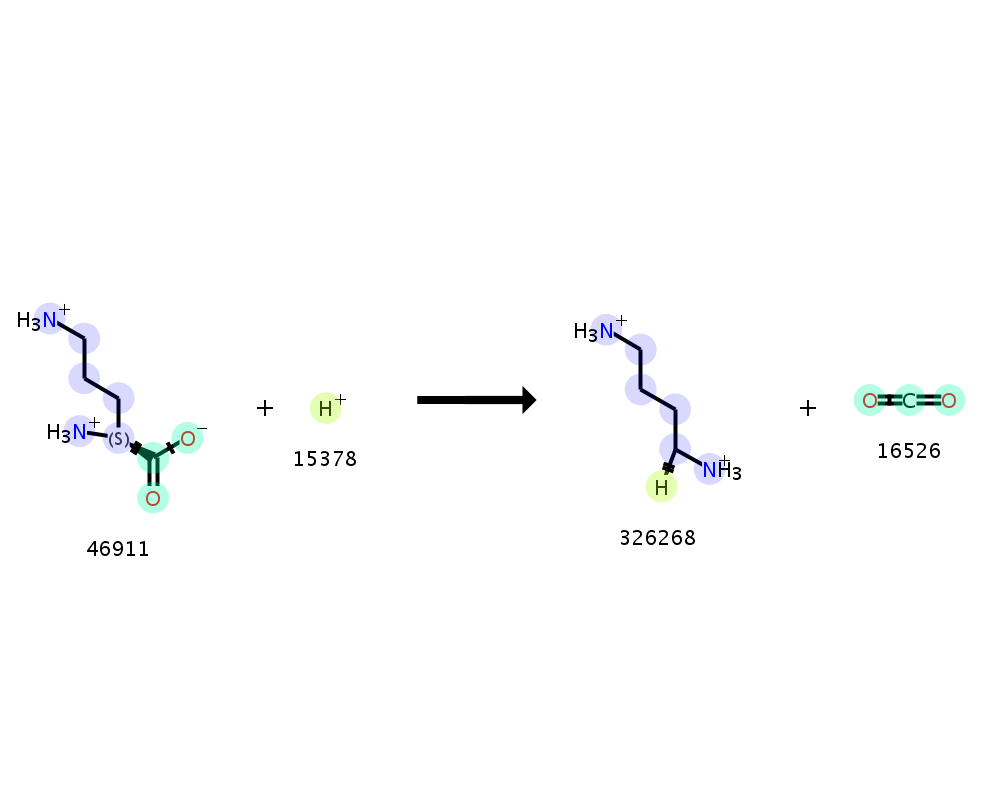 H3N+
H3N+ (S) O−
O
46911
+
H+
15378
H3N+
NH3+
H
326268
+
O C O
16526